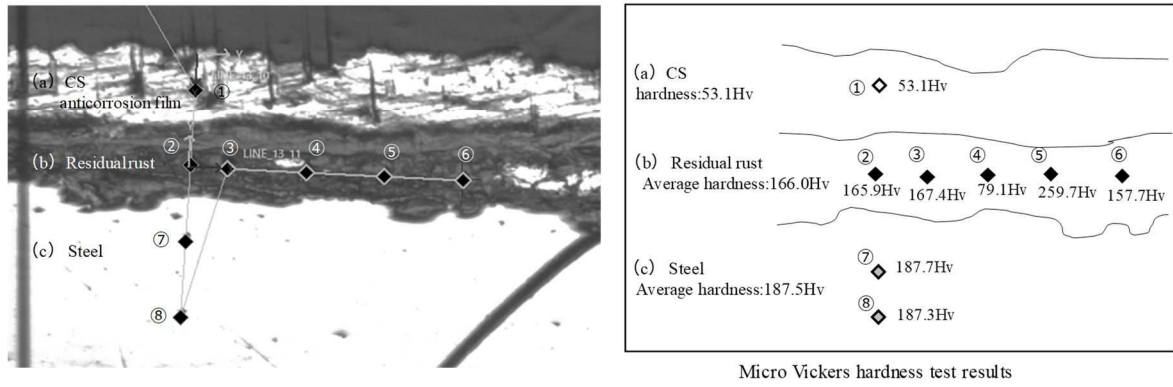 Y
(a) CS
anticorrosion film
①
②
③
LINE_13_11
④
⑤
⑥
(b) Residual rust
⑦
(c) Steel
⑧
(a) CS
hardness:53.1Hv
①
53.1Hv
(b) Residual rust
Average hardness:166.0Hv
②
③
④
⑤
⑥
165.9Hv
167.4Hv
79.1Hv
259.7Hv
157.7Hv
(c) Steel
Average hardness:187.5Hv
⑦
187.7Hv
⑧
187.3Hv
Micro Vickers hardness test results